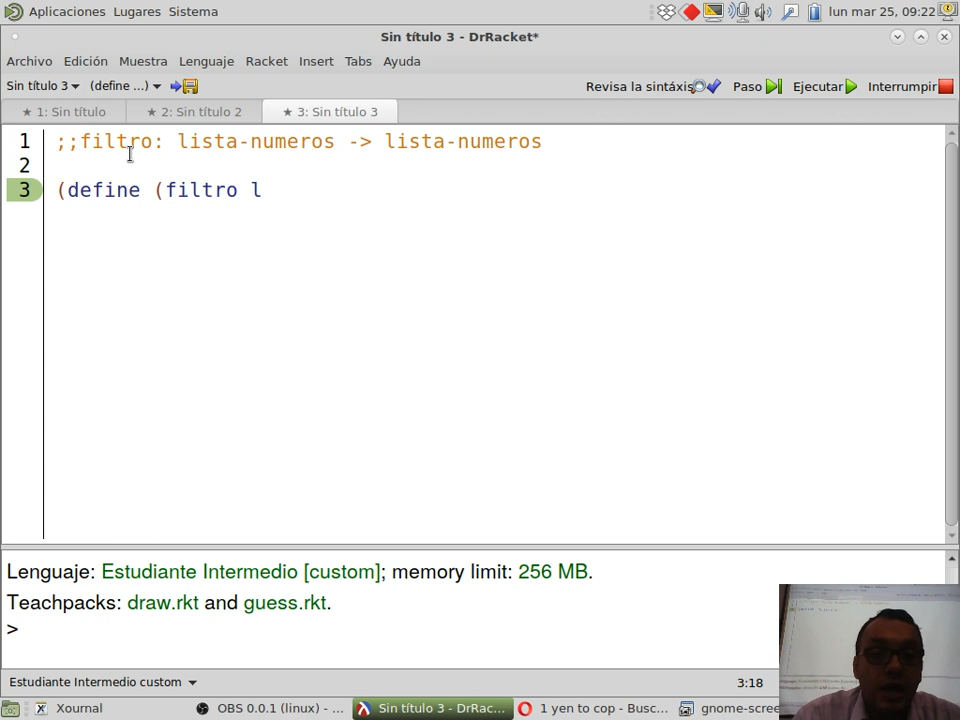 Aplicaciones Lugares Sistema lun mar 25, 09:22
Sin título 3 - DrRacket*
Archivo Edición Muestra Lenguaje Racket Insert Tabs Ayuda
Sin título 3 (define ...) Revisa la sintáxis Paso Ejecutar Interrumpir
★ 1: Sin título ★ 2: Sin título 2 ★ 3: Sin título 3
1 ;;filtro: lista-numeros -> lista-numeros
2
3 (define (filtro l
Lenguaje: Estudiante Intermedio [custom]; memory limit: 256 MB.
Teachpacks: draw.rkt and guess.rkt.
>
Estudiante Intermedio custom 3:18
Xournal OBS 0.0.1 (linux) - ... Sin título 3 - DrRac... 1 yen to cop - Busc... gnome-scree